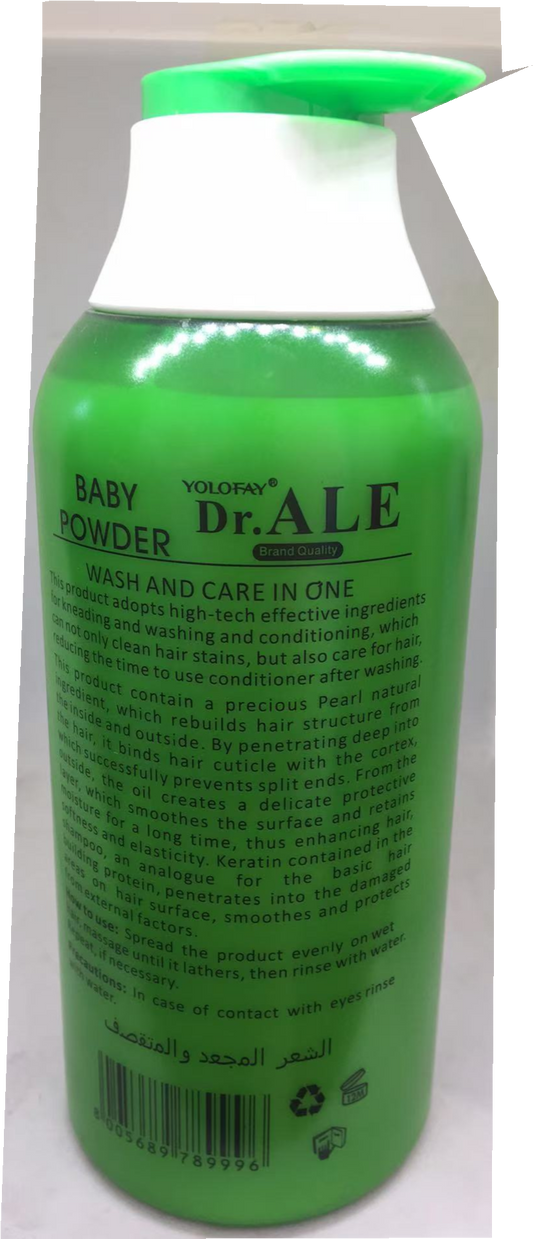 BABY
POWDER
YOLOFAY®
Dr.ALE
Brand Quality
WASH AND CARE IN ONE
This product adopts high-tech effective ingredients
for kneading and washing and conditioning, which
can not only clean hair stains, but also care for hair,
reducing the time to use conditioner after washing.
This product contain a precious Pearl natural
ingredient, which rebuilds hair structure from
the inside and outside. By penetrating deep into
the hair, it binds hair cuticle with the cortex,
which successfully prevents split ends. From the
outside, the oil creates a delicate protective
layer, which smoothes the surface and retains
moisture for a long time, thus enhancing hair,
softness and elasticity. Keratin contained in the
shampoo, an analogue for the basic hair
building protein, penetrates into the damaged
areas on hair surface, smoothes and protects
from external factors.
How to use: Spread the product evenly on wet
hair, massage until it lathers, then rinse with water.
Repeat, if necessary.
Precautions: In case of contact with eyes rinse
with water.
الشعر المجعد والمتقصف
8 005689 789996
12M